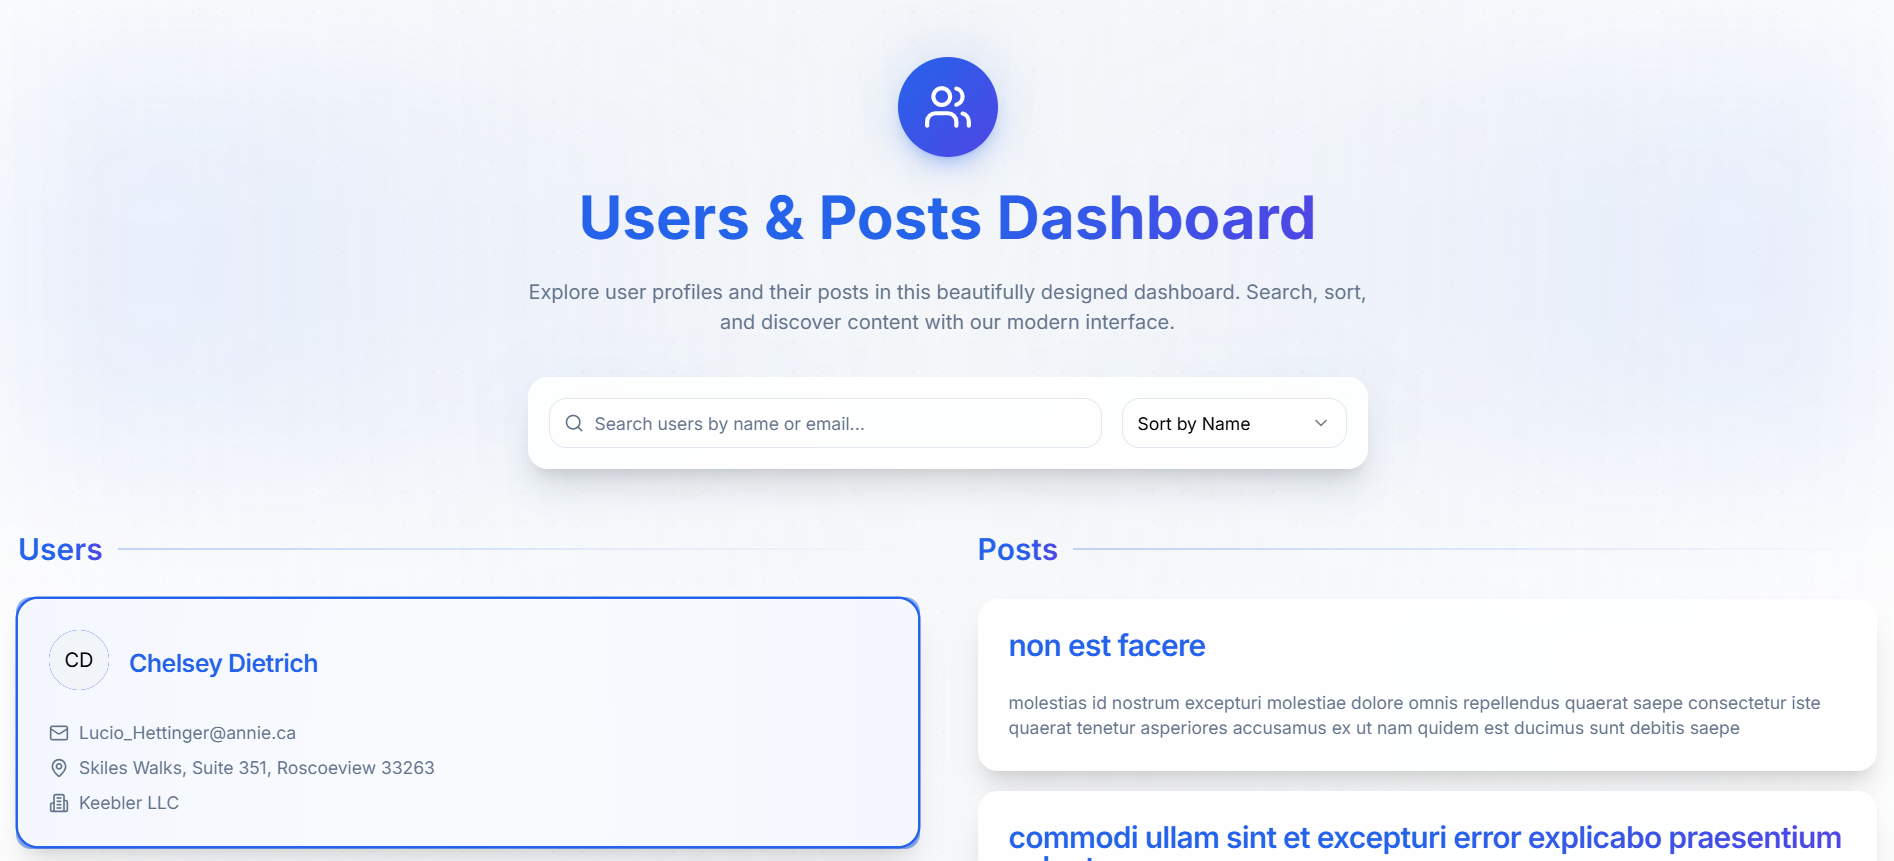 Users & Posts Dashboard
Explore user profiles and their posts in this beautifully designed dashboard. Search, sort,
and discover content with our modern interface.
Search users by name or email...
Sort by Name
Users
CD
Chelsey Dietrich
Lucio_Hettinger@annie.ca
Skiles Walks, Suite 351, Roscoeview 33263
Keebler LLC
Posts
non est facere
molestias id nostrum excepturi molestiae dolore omnis repellendus quaerat saepe consectetur iste
quaerat tenetur asperiores accusamus ex ut nam quidem est ducimus sunt debitis saepe
commodi ullam sint et excepturi error explicabo praesentium